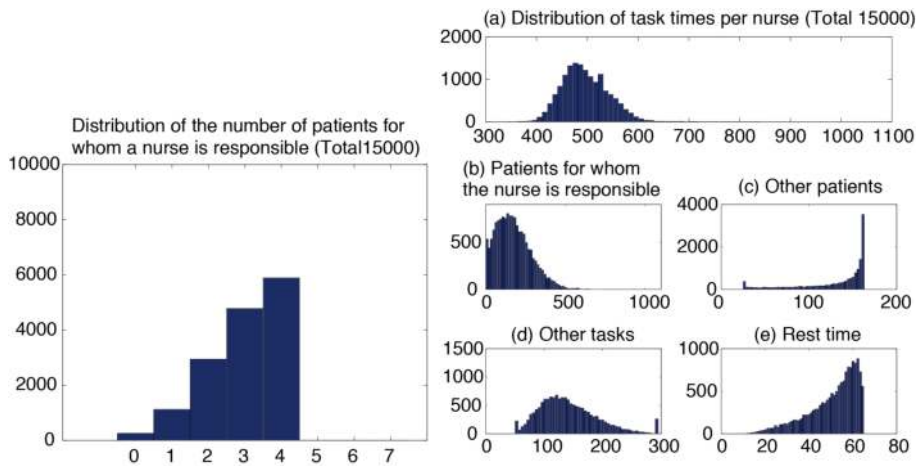 Distribution of the number of patients for
whom a nurse is responsible (Total15000)
10000
8000
6000
4000
2000
0
0 1 2 3 4 5 6 7
(a) Distribution of task times per nurse (Total 15000)
2000
1000
0
300 400 500 600 700 800 900 1000 1100
(b) Patients for whom
the nurse is responsible
500
0
0 500 1000
(c) Other patients
4000
2000
0
0 100 200
(d) Other tasks
1500
1000
500
0
0 100 200 300
(e) Rest time
1000
500
0
0 20 40 60 80